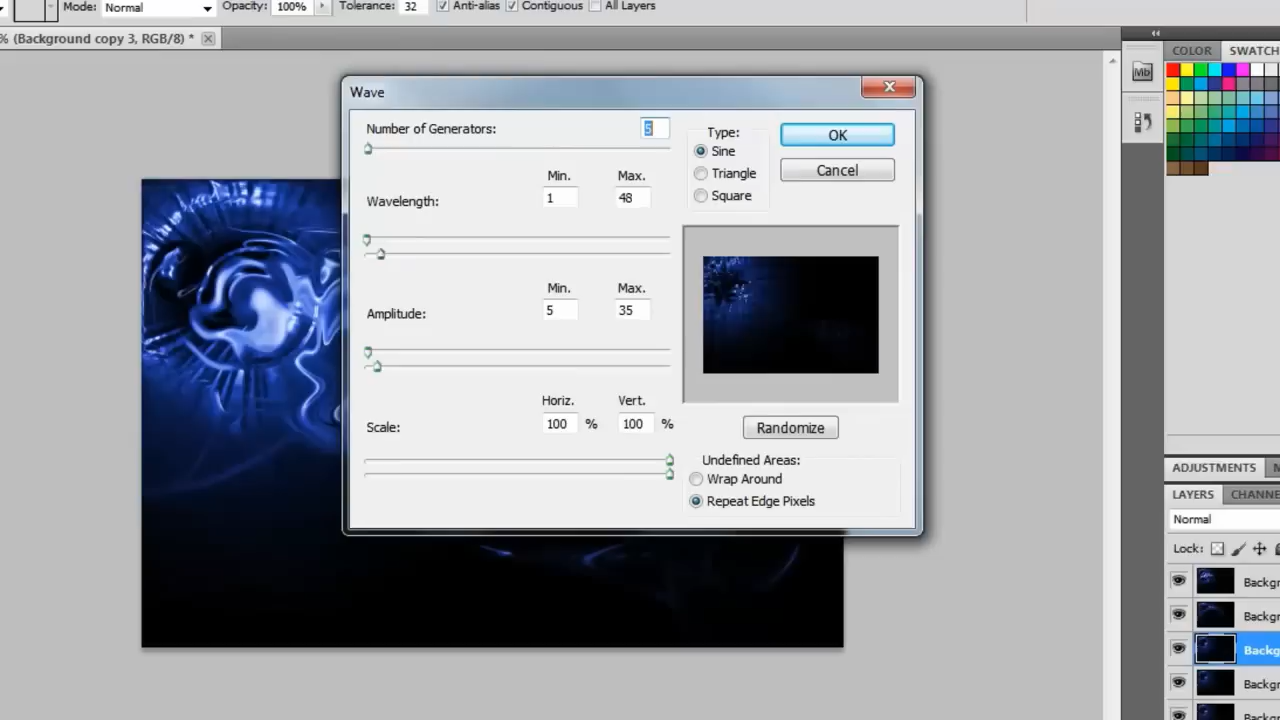 Mode: Normal Opacity: 100% Tolerance: 32 Anti-alias Contiguous All Layers
% (Background copy 3, RGB/8) *
COLOR SWATCH
Mb
Wave
Number of Generators: 5
Type:
OK
Sine
Cancel
Triangle
Square
Min. Max.
Wavelength: 1 48
Min. Max.
Amplitude: 5 35
Horiz. Vert.
Scale: 100 % 100 %
Randomize
Undefined Areas:
Wrap Around
Repeat Edge Pixels
ADJUSTMENTS M
LAYERS CHANNE
Normal
Lock:
Backgr
Backgr
Backg
Backgr
Backgr